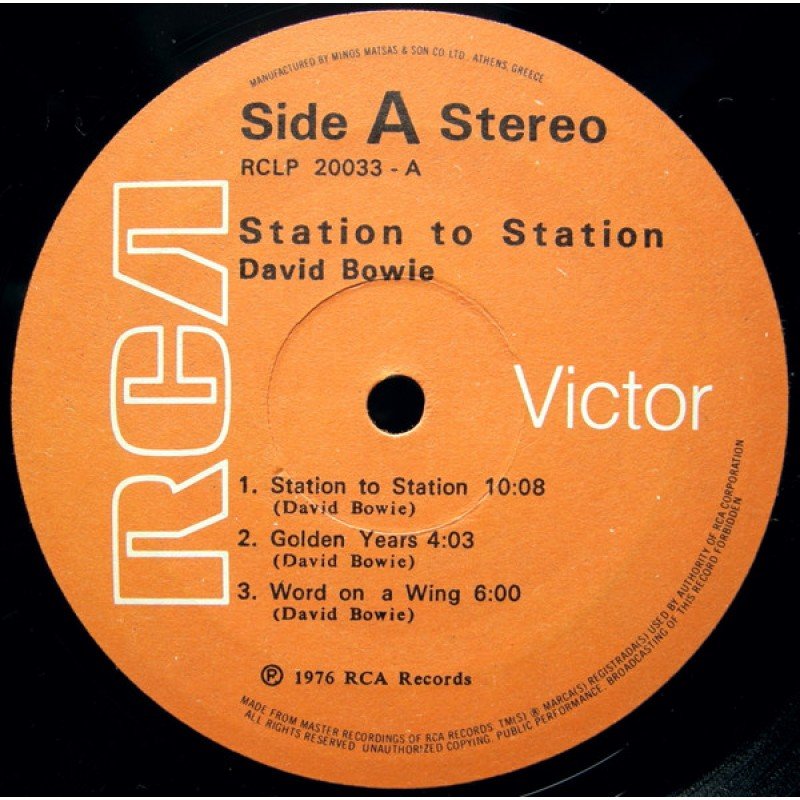 MANUFACTURED BY MINOS MATSAS & SON CO. LTD. ATHENS, GREECE
Side A Stereo
RCLP 20033 - A
Station to Station
David Bowie
RCA
Victor
1. Station to Station 10:08
(David Bowie)
2. Golden Years 4:03
(David Bowie)
3. Word on a Wing 6:00
(David Bowie)
℗ 1976 RCA Records
MADE FROM MASTER RECORDINGS OF RCA RECORDS. TM(S) ® MARCA(S) REGISTRADA(S) USED BY AUTHORITY OF RCA CORPORATION
ALL RIGHTS RESERVED UNAUTHORIZED COPYING. PUBLIC PERFORMANCE. BROADCASTING OF THIS RECORD FORBIDDEN